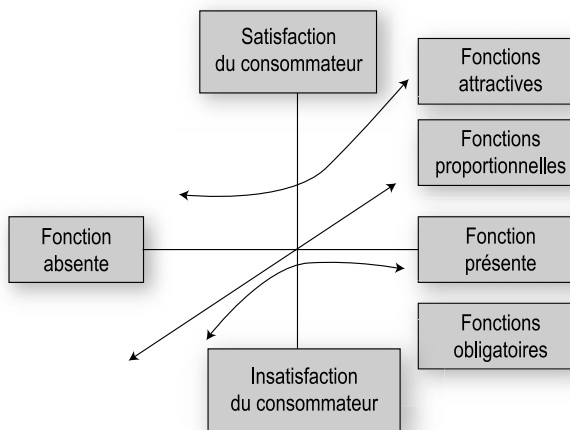 Satisfaction
du consommateur
Fonctions
attractives
Fonctions
proportionnelles
Fonction
absente
Fonction
présente
Fonctions
obligatoires
Insatisfaction
du consommateur